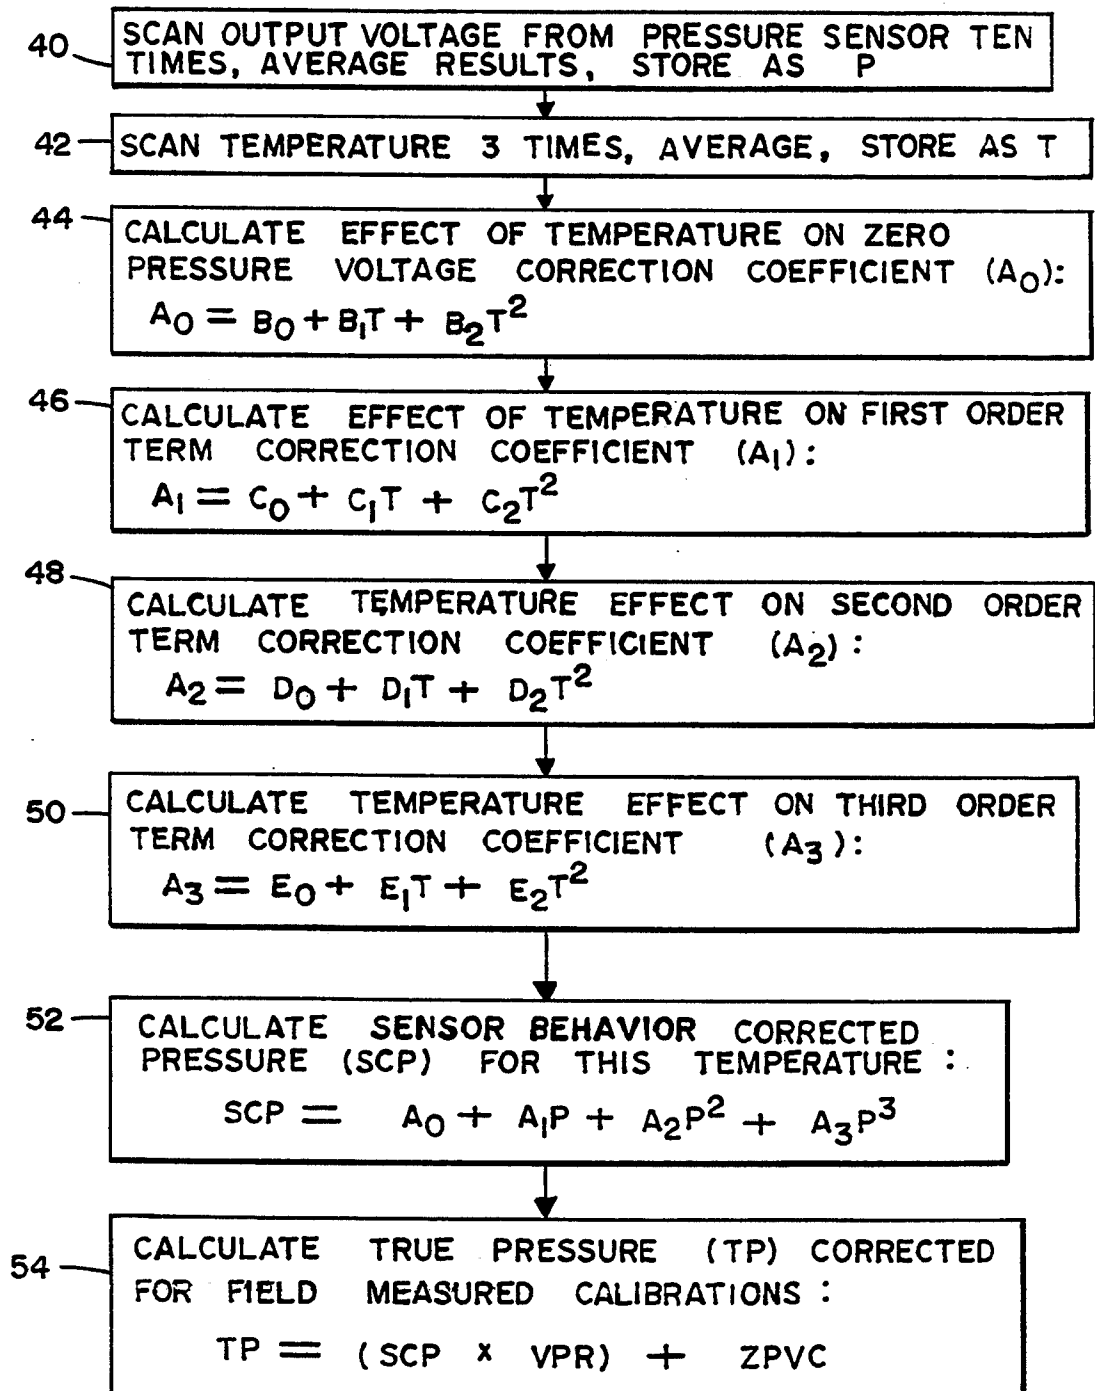 40
SCAN OUTPUT VOLTAGE FROM PRESSURE SENSOR TEN
TIMES, AVERAGE RESULTS, STORE AS P
42
SCAN TEMPERATURE 3 TIMES, AVERAGE, STORE AS T
44
CALCULATE EFFECT OF TEMPERATURE ON ZERO
PRESSURE VOLTAGE CORRECTION COEFFICIENT (A₀):
A₀ = B₀ + B₁T + B₂T²
46
CALCULATE EFFECT OF TEMPERATURE ON FIRST ORDER
TERM CORRECTION COEFFICIENT (A₁):
A₁ = C₀ + C₁T + C₂T²
48
CALCULATE TEMPERATURE EFFECT ON SECOND ORDER
TERM CORRECTION COEFFICIENT (A₂):
A₂ = D₀ + D₁T + D₂T²
50
CALCULATE TEMPERATURE EFFECT ON THIRD ORDER
TERM CORRECTION COEFFICIENT (A₃):
A₃ = E₀ + E₁T + E₂T²
52
CALCULATE SENSOR BEHAVIOR CORRECTED
PRESSURE (SCP) FOR THIS TEMPERATURE :
SCP = A₀ + A₁P + A₂P² + A₃P³
54
CALCULATE TRUE PRESSURE (TP) CORRECTED
FOR FIELD MEASURED CALIBRATIONS :
TP = (SCP x VPR) + ZPVC